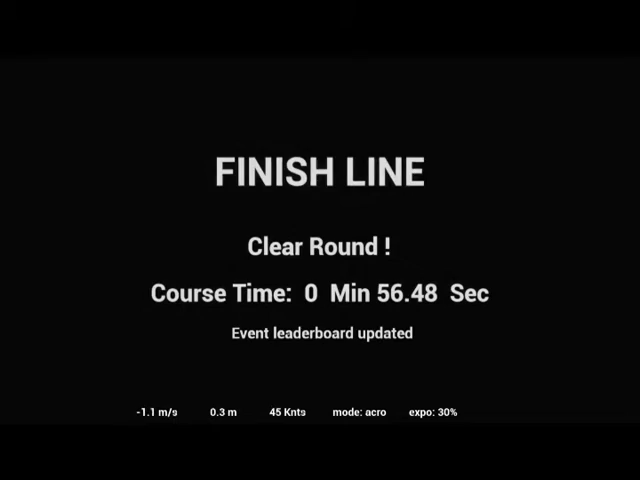 FINISH LINE
Clear Round !
Course Time: 0 Min 56.48 Sec
Event leaderboard updated
-1.1 m/s 0.3 m 45 Knts mode: acro expo: 30%